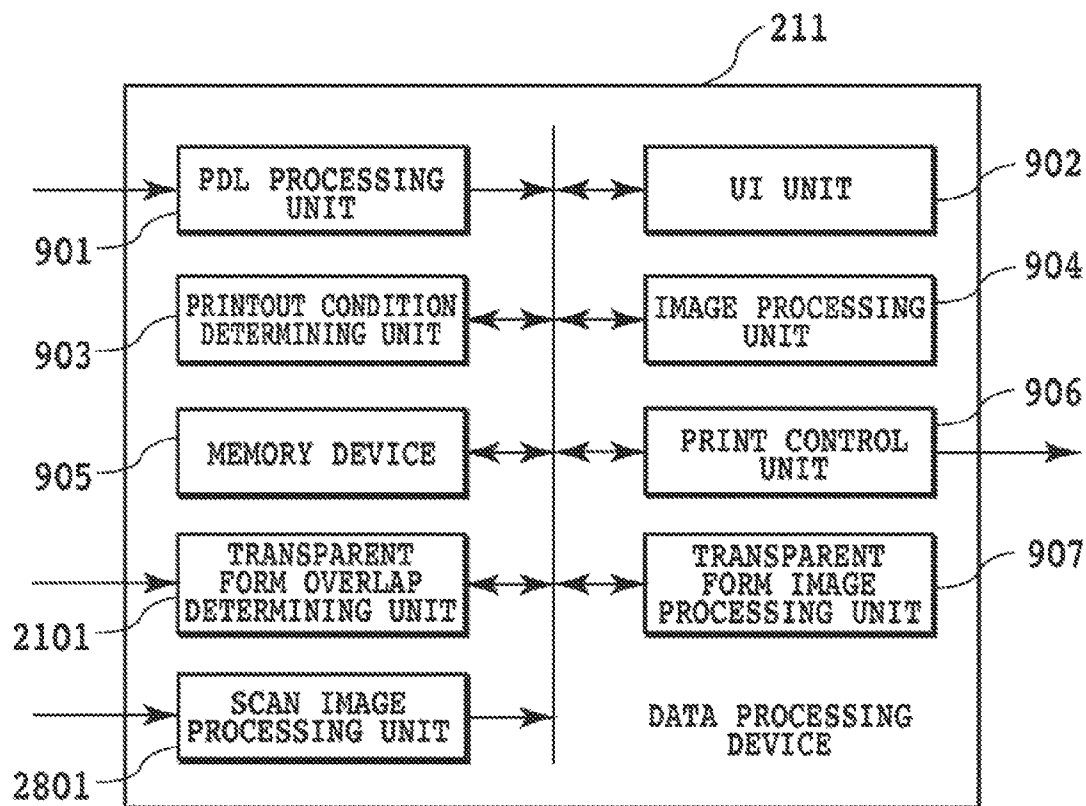 211
PDL PROCESSING
UNIT
901
UI UNIT
902
PRINTOUT CONDITION
DETERMINING UNIT
903
IMAGE PROCESSING
UNIT
904
MEMORY DEVICE
905
PRINT CONTROL
UNIT
906
TRANSPARENT
FORM OVERLAP
DETERMINING UNIT
2101
TRANSPARENT
FORM IMAGE
PROCESSING UNIT
907
SCAN IMAGE
PROCESSING UNIT
2801
DATA PROCESSING
DEVICE